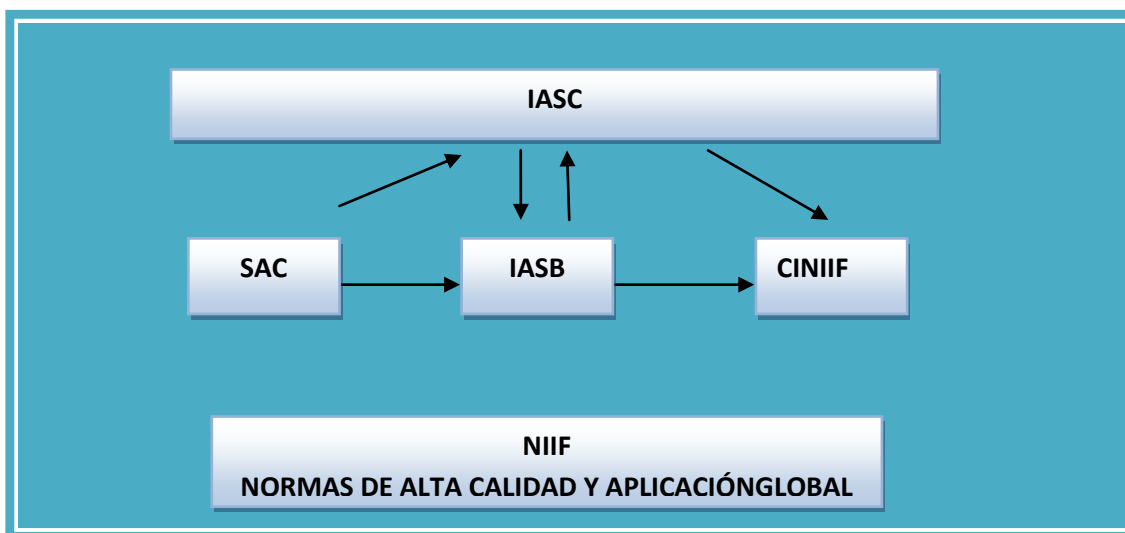 IASC
SAC
IASB
CINIIF
NIIF
NORMAS DE ALTA CALIDAD Y APLICACIÓNGLOBAL